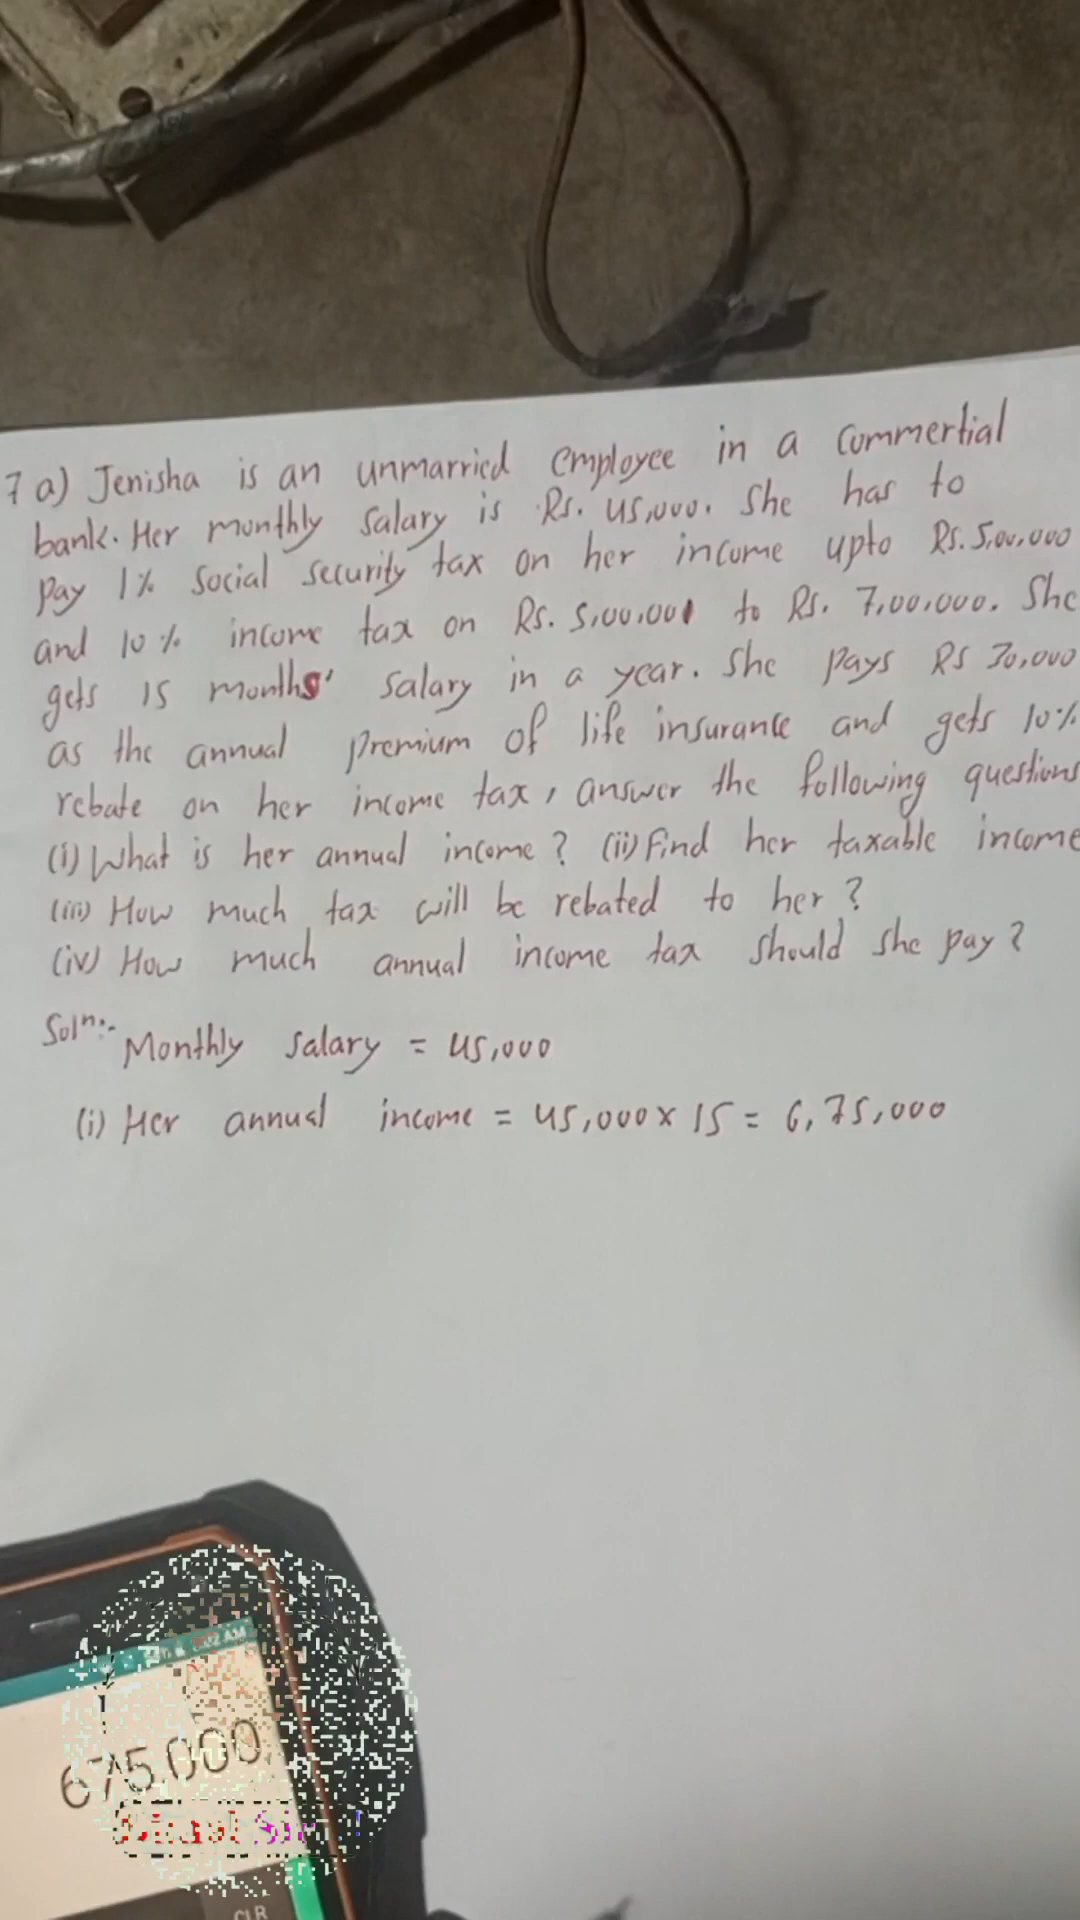 7 a) Jenisha is an unmarried employee in a commertial
bank. Her monthly salary is Rs. 45,000. She has to
pay 1% social security tax on her income upto Rs. 5,00,000
and 10% income tax on Rs. 5,00,001 to Rs. 7,00,000. She
gets 15 months' salary in a year. She pays Rs 30,000
as the annual premium of life insurance and gets 10%
rebate on her income tax, answer the following questions
(i) What is her annual income? (ii) Find her taxable income
(iii) How much tax will be rebated to her?
(iv) How much annual income tax should she pay?
Soln:-
Monthly salary = 45,000
(i) Her annual income = 45,000 x 15 = 6,75,000
675,000
CLR